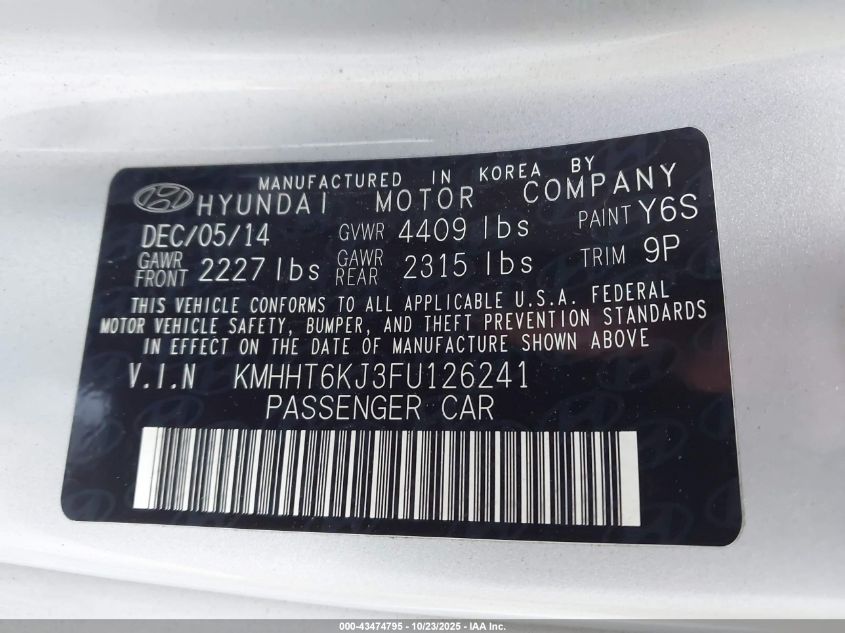 MANUFACTURED IN KOREA BY
HYUNDAI MOTOR COMPANY
DEC/05/14 GVWR 4409 lbs PAINT Y6S
GAWR FRONT 2227 lbs GAWR REAR 2315 lbs TRIM 9P
THIS VEHICLE CONFORMS TO ALL APPLICABLE U.S.A. FEDERAL
MOTOR VEHICLE SAFETY, BUMPER, AND THEFT PREVENTION STANDARDS
IN EFFECT ON THE DATE OF MANUFACTURE SHOWN ABOVE
V.I.N KMHHT6KJ3FU126241
PASSENGER CAR
000-43474795 - 10/23/2025 - IAA Inc.